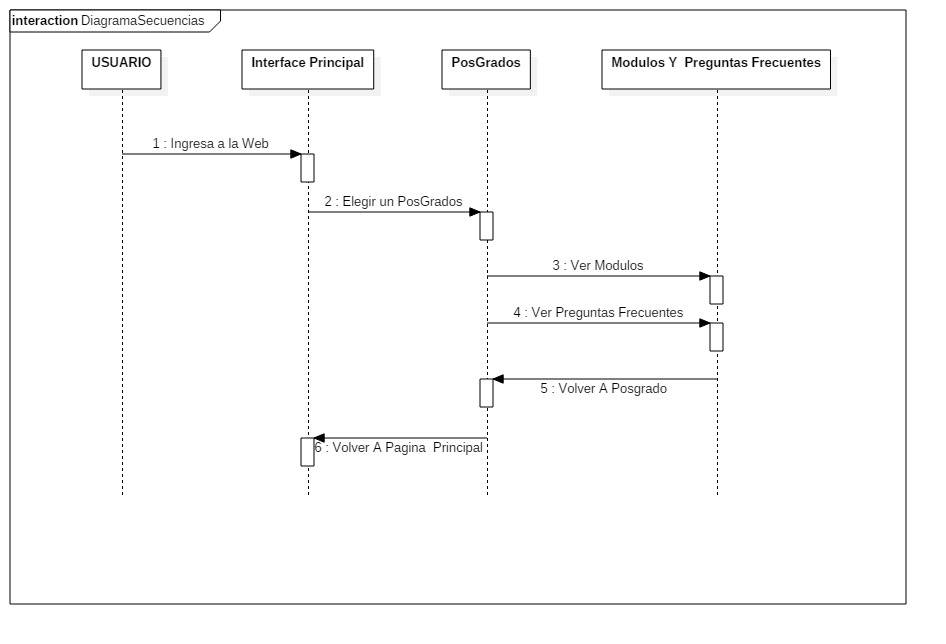 interaction DiagramaSecuencias
USUARIO
Interface Principal
PosGrados
Modulos Y  Preguntas Frecuentes
1 : Ingresa a la Web
2 : Elegir un PosGrados
3 : Ver Modulos
4 : Ver Preguntas Frecuentes
5 : Volver A Posgrado
6 : Volver A Pagina  Principal